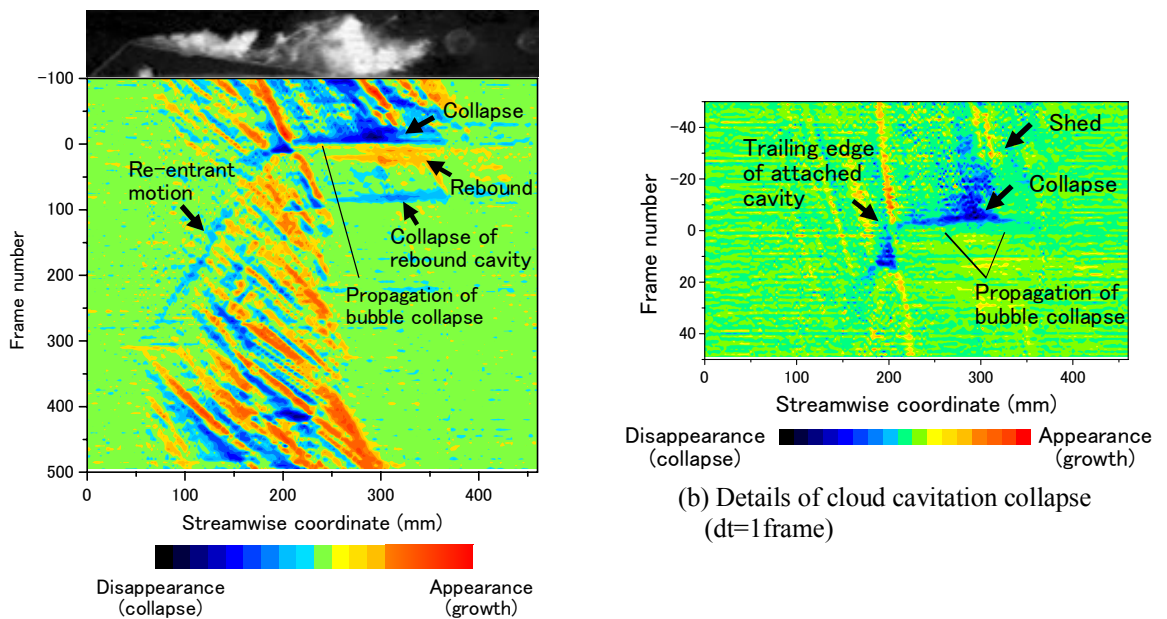 -100
0
100
200
300
400
500
Frame number
Collapse
Re-entrant
motion
Rebound
Collapse of
rebound cavity
Propagation of
bubble collapse
0
100
200
300
400
Streamwise coordinate (mm)
Disappearance
(collapse)
Appearance
(growth)
-40
-20
0
20
40
Frame number
Shed
Trailing edge
of attached
cavity
Collapse
Propagation of
bubble collapse
0
100
200
300
400
Streamwise coordinate (mm)
Disappearance
(collapse)
Appearance
(growth)
(b) Details of cloud cavitation collapse
(dt=1frame)